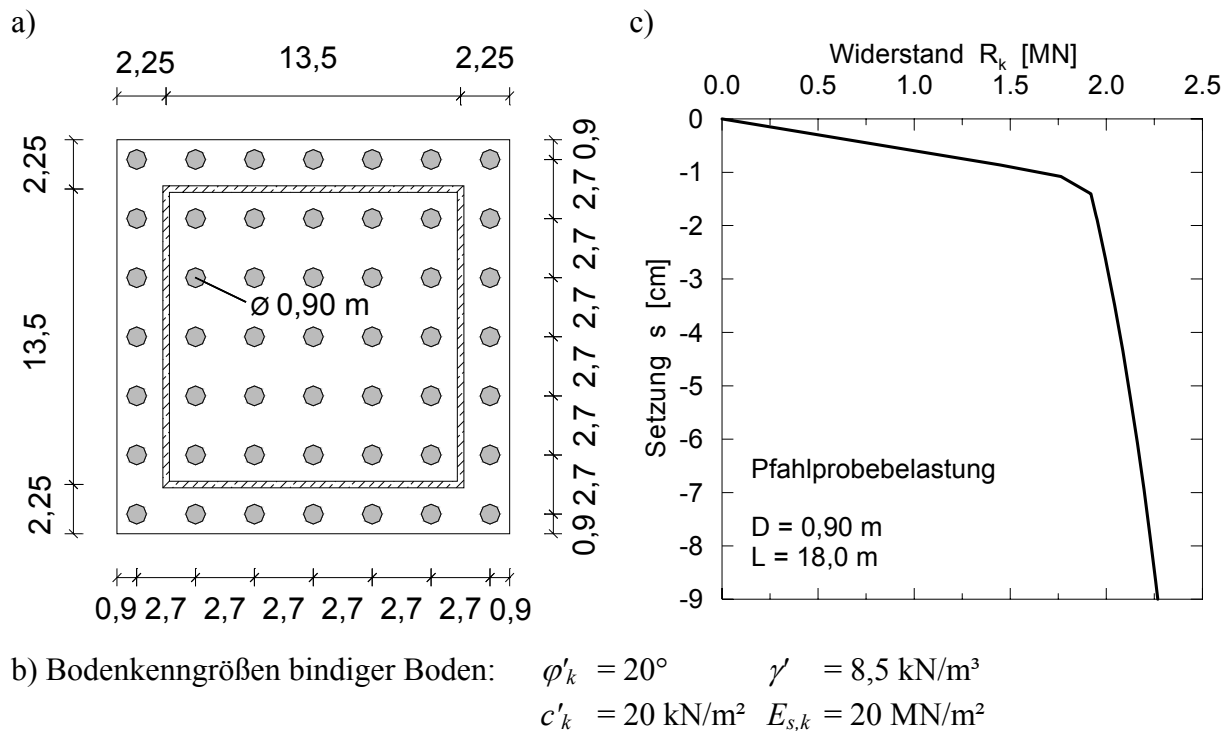 a)
2,25
13,5
2,25
2,25
13,5
2,25
ø 0,90 m
0,9
2,7
2,7
2,7
2,7
2,7
2,7
0,9
0,9
2,7
2,7
2,7
2,7
2,7
2,7
0,9
c)
Widerstand Rk [MN]
0.0 0.5 1.0 1.5 2.0 2.5
Setzung s [cm]
0
-1
-2
-3
-4
-5
-6
-7
-8
-9
Pfahlprobebelastung
D = 0,90 m
L = 18,0 m
b) Bodenkenngrößen bindiger Boden: φ'k = 20° γ' = 8,5 kN/m³
c'k = 20 kN/m² Es,k = 20 MN/m²